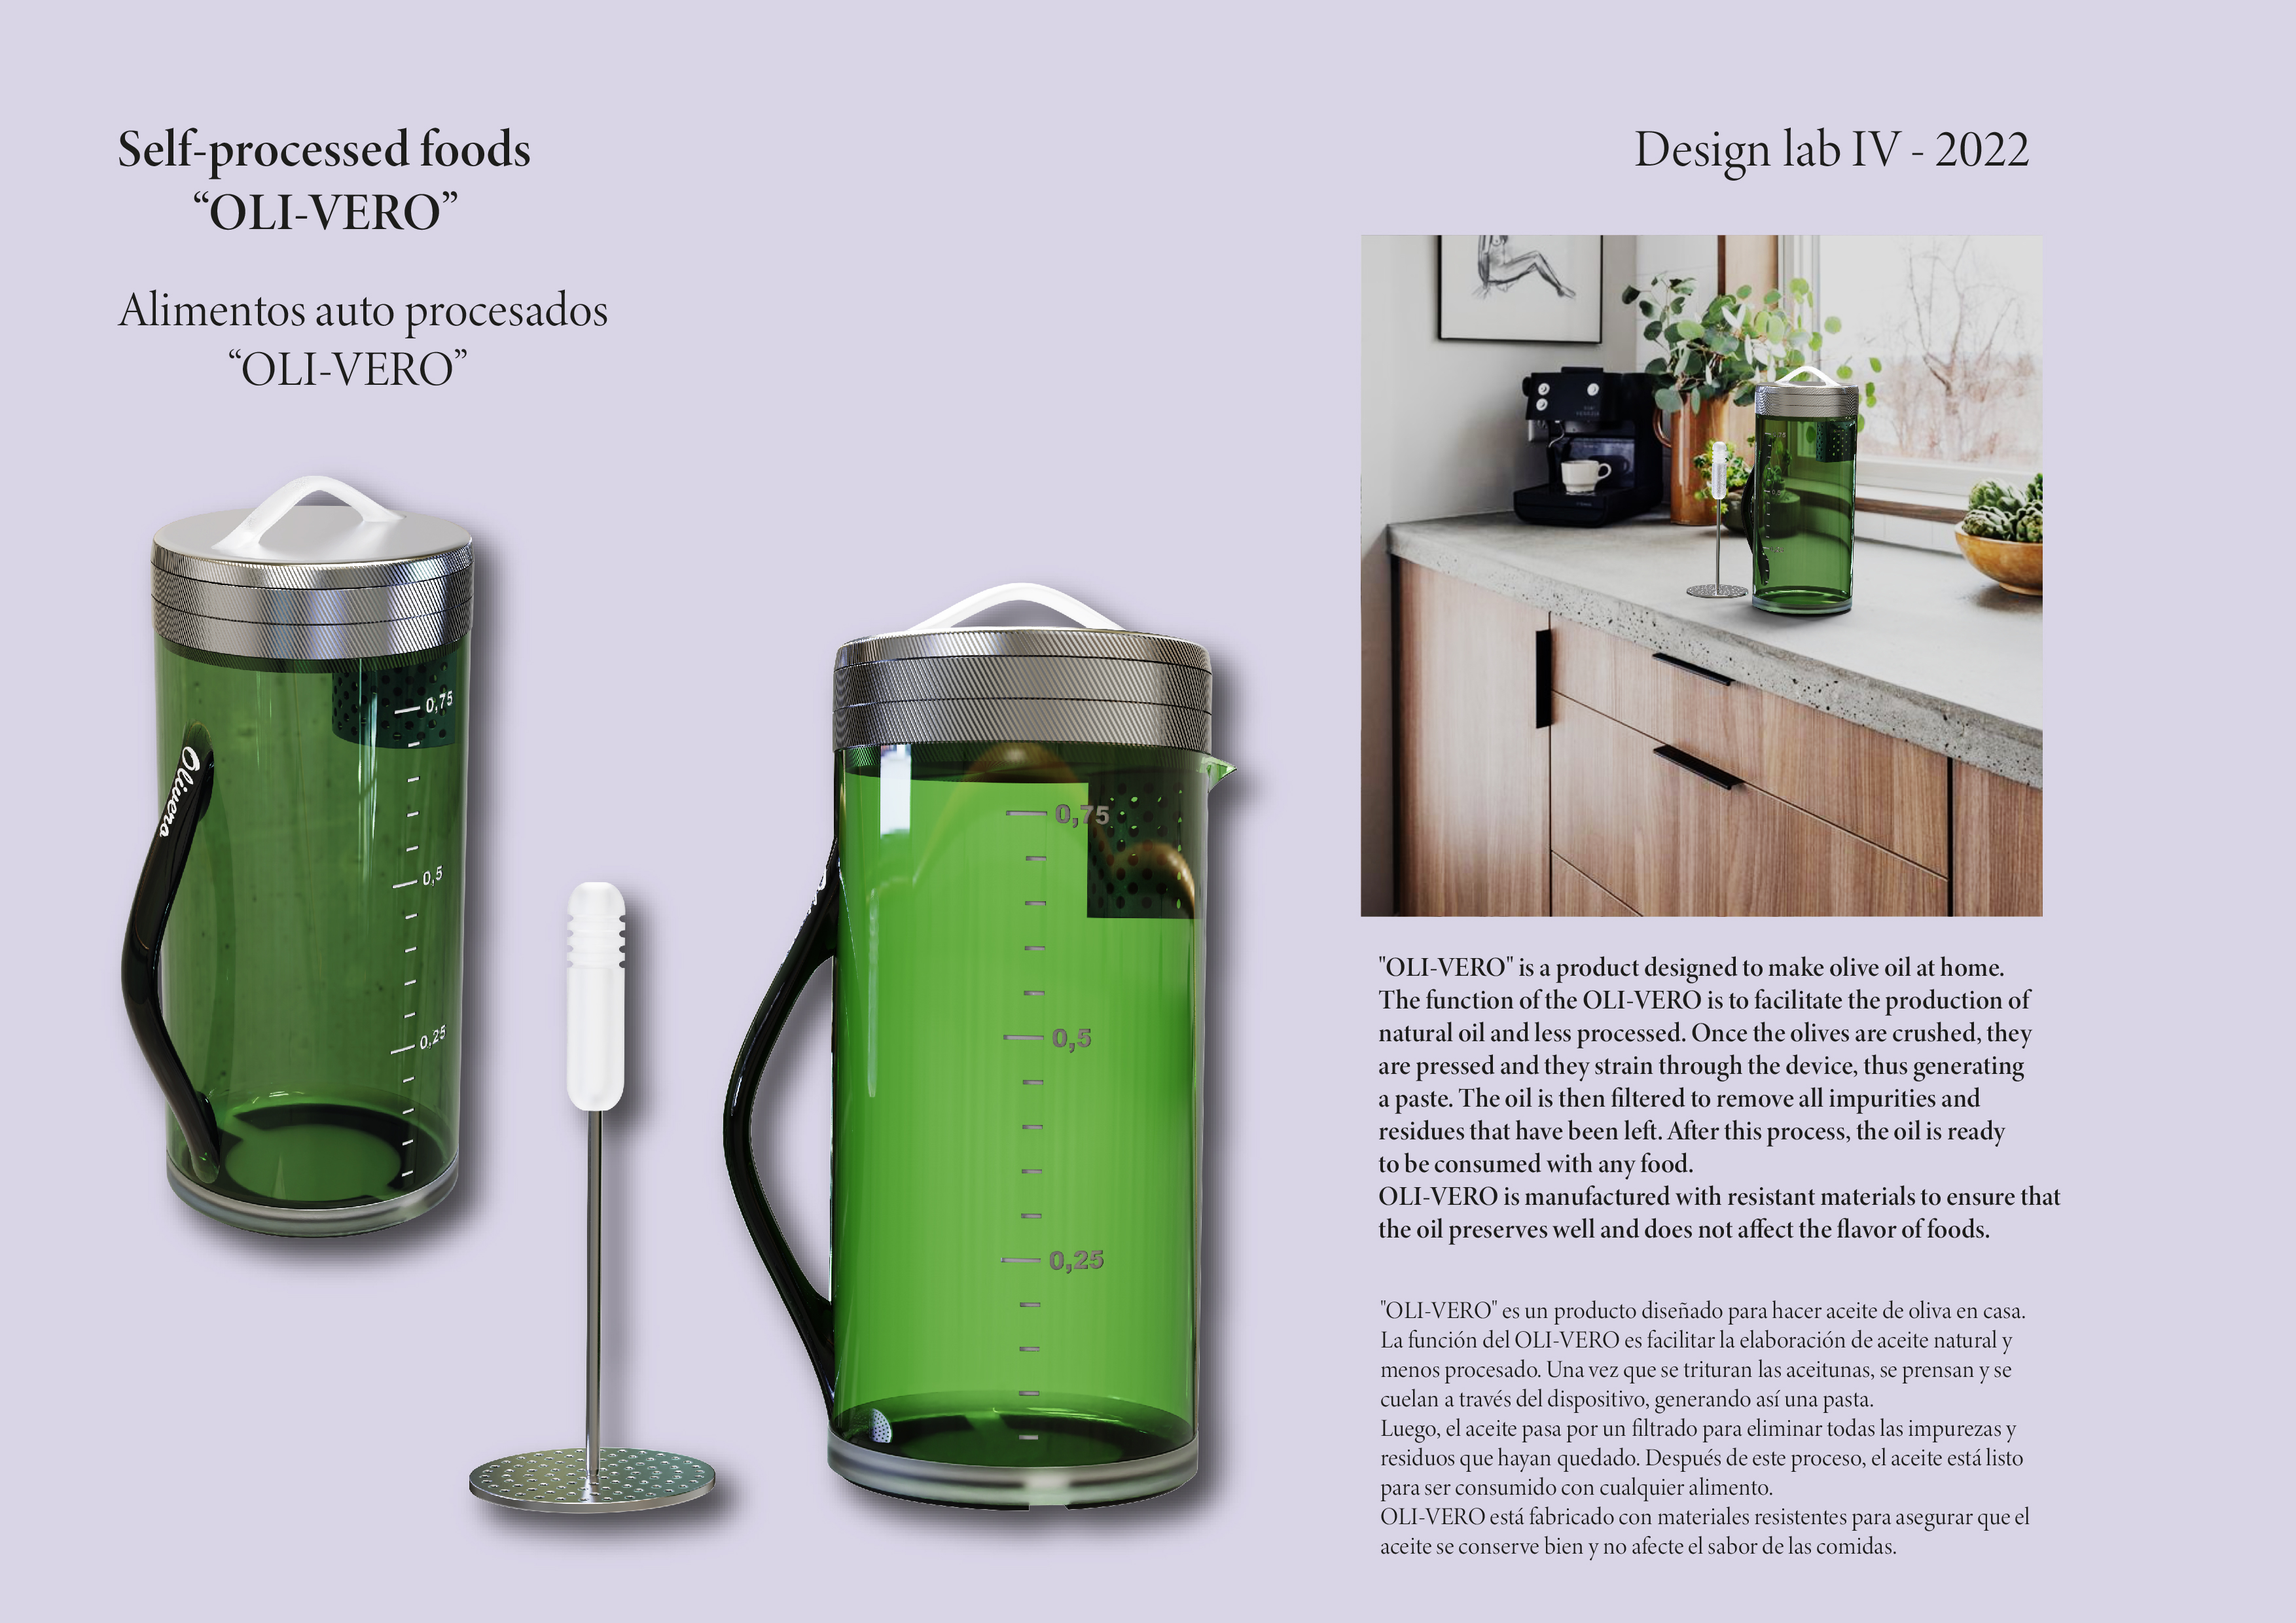 Self-processed foods
“OLI-VERO”
Alimentos auto procesados
“OLI-VERO”
Design lab IV - 2022
Olivero
0,75
0,5
0,25
0,75
0,5
0,25
"OLI-VERO" is a product designed to make olive oil at home.
The function of the OLI-VERO is to facilitate the production of
natural oil and less processed. Once the olives are crushed, they
are pressed and they strain through the device, thus generating
a paste. The oil is then filtered to remove all impurities and
residues that have been left. After this process, the oil is ready
to be consumed with any food.
OLI-VERO is manufactured with resistant materials to ensure that
the oil preserves well and does not affect the flavor of foods.
"OLI-VERO" es un producto diseñado para hacer aceite de oliva en casa.
La función del OLI-VERO es facilitar la elaboración de aceite natural y
menos procesado. Una vez que se trituran las aceitunas, se prensan y se
cuelan a través del dispositivo, generando así una pasta.
Luego, el aceite pasa por un filtrado para eliminar todas las impurezas y
residuos que hayan quedado. Después de este proceso, el aceite está listo
para ser consumido con cualquier alimento.
OLI-VERO está fabricado con materiales resistentes para asegurar que el
aceite se conserve bien y no afecte el sabor de las comidas.